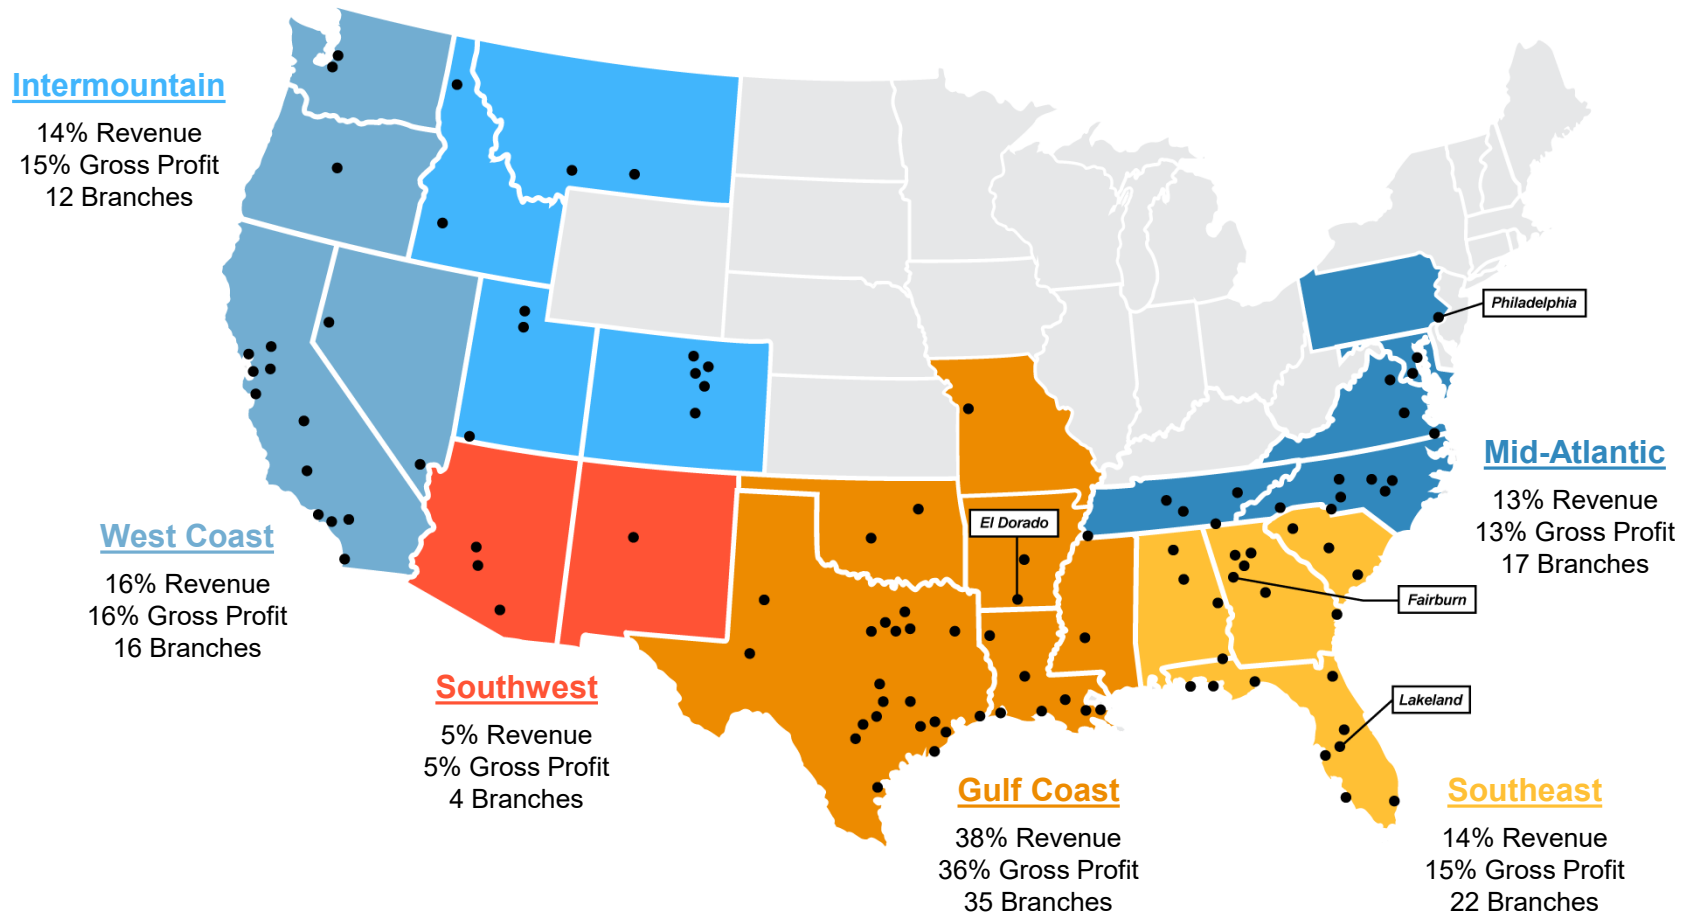 Intermountain
14% Revenue
15% Gross Profit
12 Branches
Philadelphia
Mid-Atlantic
13% Revenue
13% Gross Profit
17 Branches
El Dorado
West Coast
16% Revenue
16% Gross Profit
16 Branches
Fairburn
Southwest
5% Revenue
5% Gross Profit
4 Branches
Lakeland
Gulf Coast
38% Revenue
36% Gross Profit
35 Branches
Southeast
14% Revenue
15% Gross Profit
22 Branches